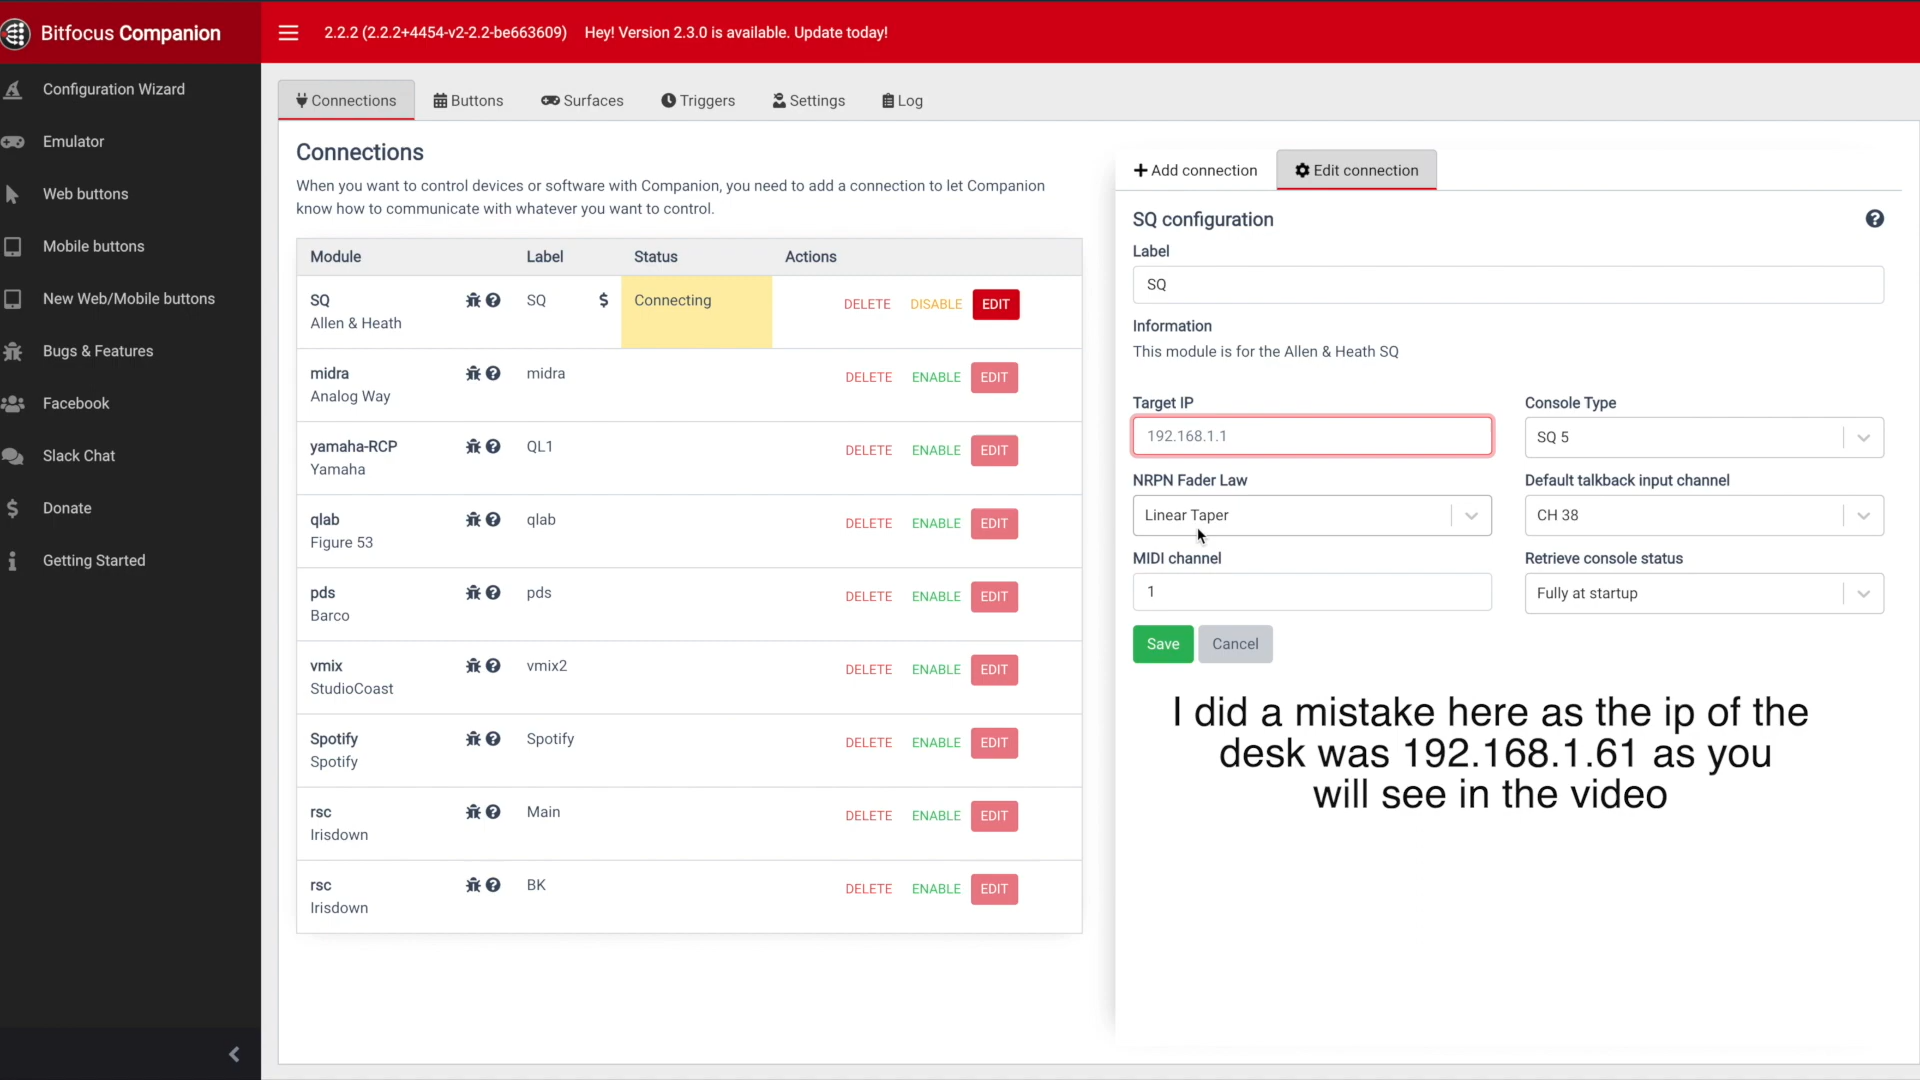 Bitfocus Companion
2.2.2 (2.2.2+4454-v2-2.2-be663609) Hey! Version 2.3.0 is available. Update today!
Configuration Wizard
Emulator
Web buttons
Mobile buttons
New Web/Mobile buttons
Bugs & Features
Facebook
Slack Chat
Donate
Getting Started
Connections Buttons Surfaces Triggers Settings Log
Connections
When you want to control devices or software with Companion, you need to add a connection to let Companion
know how to communicate with whatever you want to control.
Module Label Status Actions
SQ SQ $ Connecting DELETE DISABLE EDIT
Allen & Heath
midra midra DELETE ENABLE EDIT
Analog Way
yamaha-RCP QL1 DELETE ENABLE EDIT
Yamaha
qlab qlab DELETE ENABLE EDIT
Figure 53
pds pds DELETE ENABLE EDIT
Barco
vmix vmix2 DELETE ENABLE EDIT
StudioCoast
Spotify Spotify DELETE ENABLE EDIT
Spotify
rsc Main DELETE ENABLE EDIT
Irisdown
rsc BK DELETE ENABLE EDIT
Irisdown
Add connection Edit connection
SQ configuration
Label
SQ
Information
This module is for the Allen & Heath SQ
Target IP Console Type
192.168.1.1 SQ 5
NRPN Fader Law Default talkback input channel
Linear Taper CH 38
MIDI channel Retrieve console status
1 Fully at startup
Save Cancel
I did a mistake here as the ip of the
desk was 192.168.1.61 as you
will see in the video